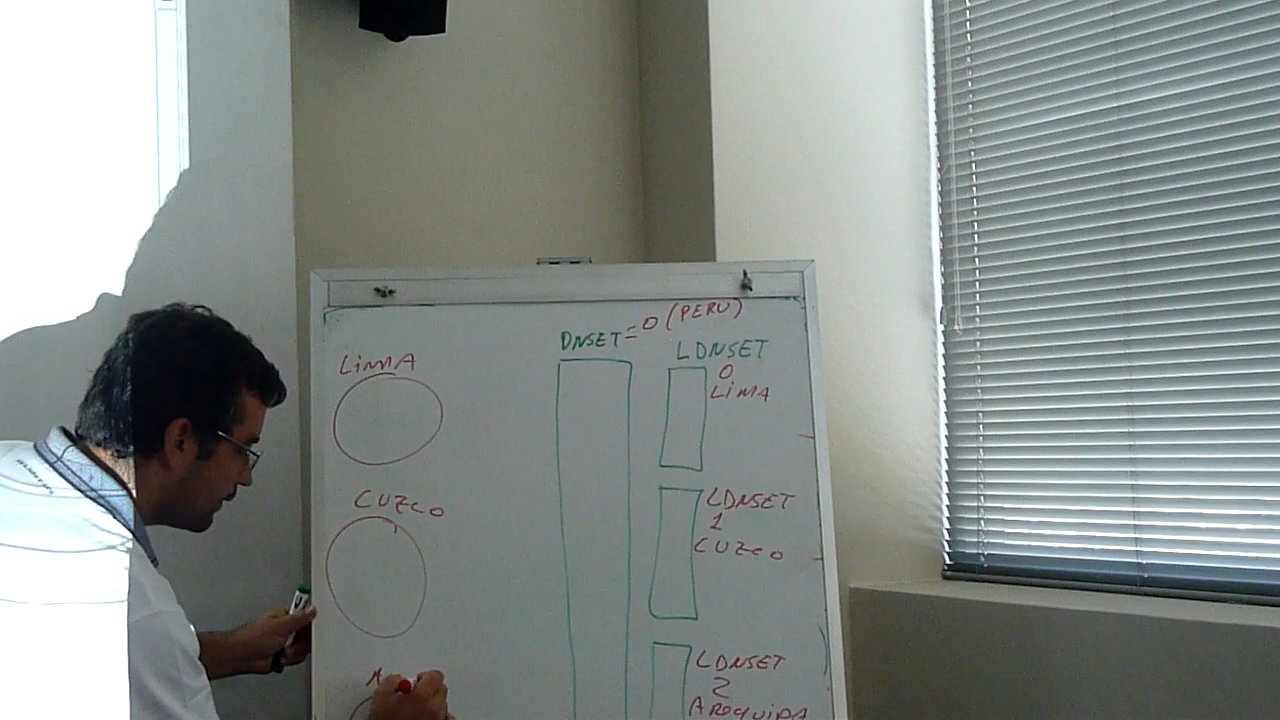 DNSET = 0 (PERU)
LiMA
LDNSET
0
LiMA
CUZCO
LDNSET
1
CUZCO
LDNSET
2
AREQUIPA